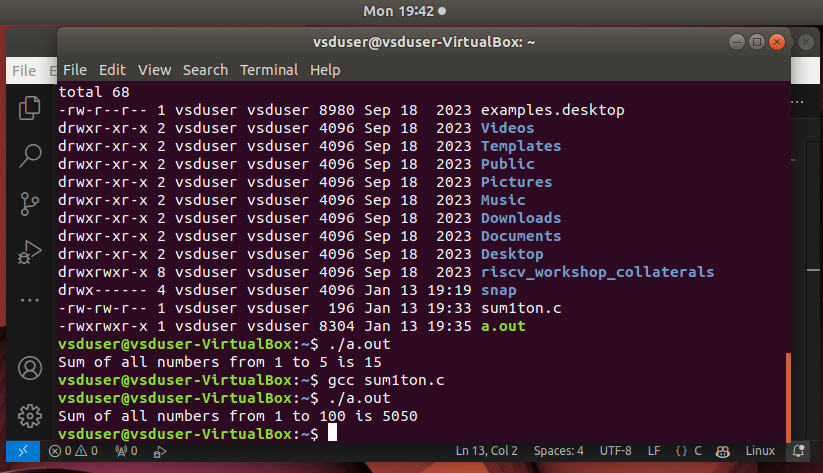 Mon 19:42
vsduser@vsduser-VirtualBox: ~
File
File Edit View Search Terminal Help
total 68
-rw-r--r-- 1 vsduser vsduser 8980 Sep 18  2023 examples.desktop
drwxr-xr-x 2 vsduser vsduser 4096 Sep 18  2023 Videos
drwxr-xr-x 2 vsduser vsduser 4096 Sep 18  2023 Templates
drwxr-xr-x 2 vsduser vsduser 4096 Sep 18  2023 Public
drwxr-xr-x 2 vsduser vsduser 4096 Sep 18  2023 Pictures
drwxr-xr-x 2 vsduser vsduser 4096 Sep 18  2023 Music
drwxr-xr-x 2 vsduser vsduser 4096 Sep 18  2023 Downloads
drwxr-xr-x 2 vsduser vsduser 4096 Sep 18  2023 Documents
drwxr-xr-x 2 vsduser vsduser 4096 Sep 18  2023 Desktop
drwxrwxr-x 8 vsduser vsduser 4096 Sep 18  2023 riscv_workshop_collaterals
drwx------ 4 vsduser vsduser 4096 Jan 13 19:19 snap
-rw-rw-r-- 1 vsduser vsduser  196 Jan 13 19:33 sum1ton.c
-rwxrwxr-x 1 vsduser vsduser 8304 Jan 13 19:35 a.out
vsduser@vsduser-VirtualBox:~$ ./a.out
Sum of all numbers from 1 to 5 is 15
vsduser@vsduser-VirtualBox:~$ gcc sum1ton.c
vsduser@vsduser-VirtualBox:~$ ./a.out
Sum of all numbers from 1 to 100 is 5050
vsduser@vsduser-VirtualBox:~$
0 0 0 Ln 13, Col 2 Spaces: 4 UTF-8 LF {} C Linux